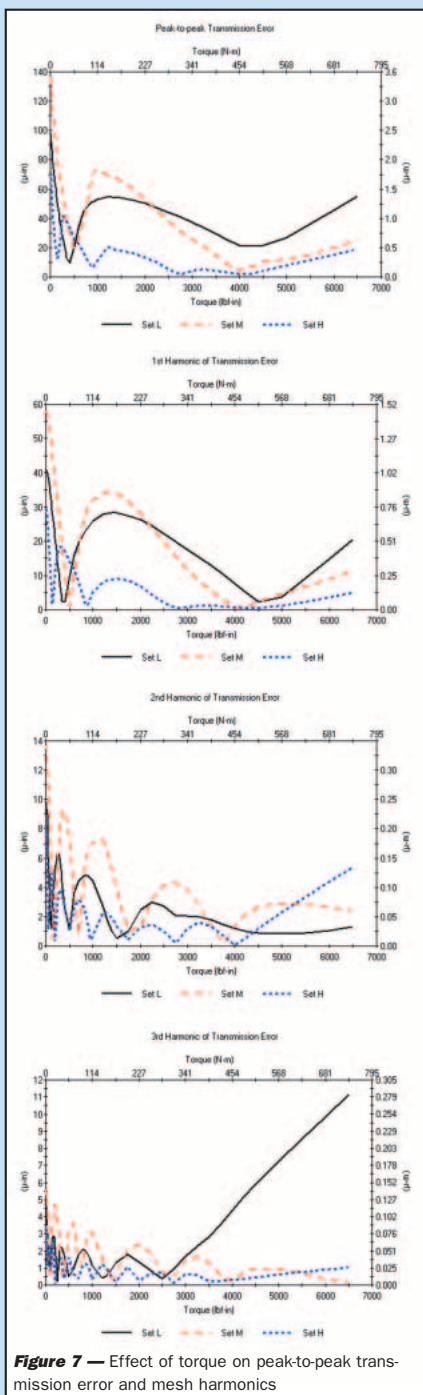 Peak-to-peak Transmission Error
Torque (N-m)
0 114 227 341 454 568 681 795
140 120 100 80 60 40 20 0
(μ-in)
3.6 3.0 2.5 2.0 1.5 1.0 0.5 0.0
(μ-m)
0 1000 2000 3000 4000 5000 6000 7000
Torque (lbf-in)
Set L Set M Set H
1st Harmonic of Transmission Error
Torque (N-m)
0 114 227 341 454 568 681 795
60 50 40 30 20 10 0
(μ-in)
1.52 1.27 1.02 0.76 0.51 0.25 0.00
(μ-m)
0 1000 2000 3000 4000 5000 6000 7000
Torque (lbf-in)
Set L Set M Set H
2nd Harmonic of Transmission Error
Torque (N-m)
0 114 227 341 454 568 681 795
14 12 10 8 6 4 2 0
(μ-in)
0.30 0.25 0.20 0.15 0.10 0.05 0.00
(μ-m)
0 1000 2000 3000 4000 5000 6000 7000
Torque (lbf-in)
Set L Set M Set H
3rd Harmonic of Transmission Error
Torque (N-m)
0 114 227 341 454 568 681 795
12 11 10 9 8 7 6 5 4 3 2 1 0
(μ-in)
0.305 0.279 0.254 0.229 0.203 0.178 0.152 0.127 0.102 0.076 0.051 0.025 0.000
(μ-m)
0 1000 2000 3000 4000 5000 6000 7000
Torque (lbf-in)
Set L Set M Set H
Figure 7 — Effect of torque on peak-to-peak trans-
mission error and mesh harmonics